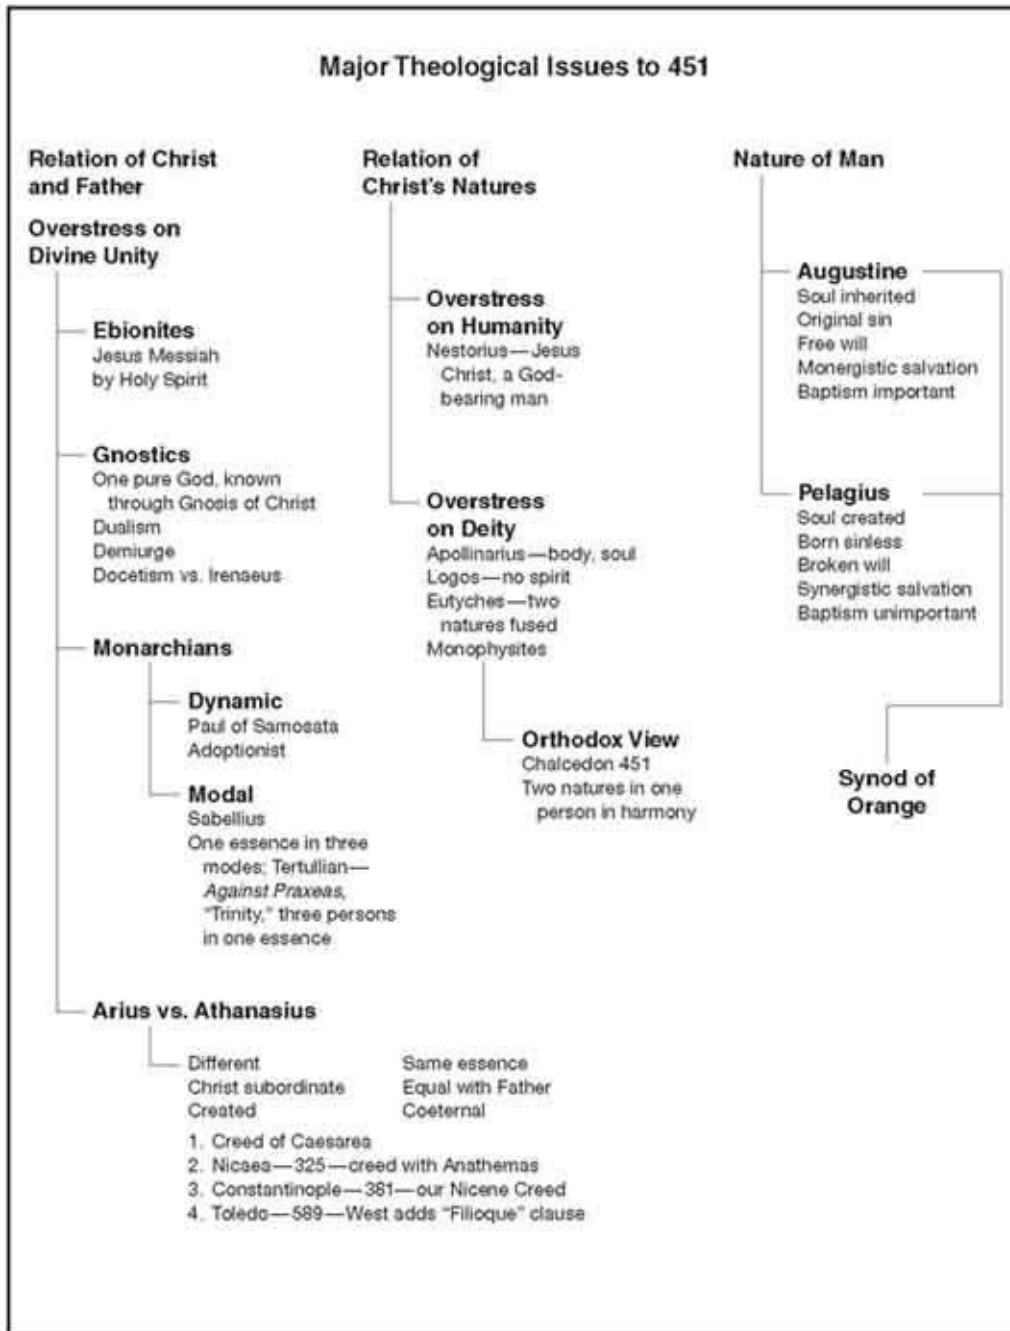 Major Theological Issues to 451
Relation of Christ
and Father
Overstress on
Divine Unity
Ebionites
Jesus Messiah
by Holy Spirit
Gnostics
One pure God, known
through Gnosis of Christ
Dualism
Demiurge
Docetism vs. Irenaeus
Monarchians
Dynamic
Paul of Samosata
Adoptionist
Modal
Sabellius
One essence in three
modes; Tertullian—
Against Praxeas,
"Trinity," three persons
in one essence
Arius vs. Athanasius
Different
Christ subordinate
Created
Same essence
Equal with Father
Coeternal
1. Creed of Caesarea
2. Nicaea—325—creed with Anathemas
3. Constantinople—381—our Nicene Creed
4. Toledo—589—West adds "Filioque" clause
Relation of
Christ's Natures
Overstress
on Humanity
Nestorius—Jesus
Christ, a God-
bearing man
Overstress
on Deity
Apollinarius—body, soul
Logos—no spirit
Eutyches—two
natures fused
Monophysites
Orthodox View
Chalcedon 451
Two natures in one
person in harmony
Nature of Man
Augustine
Soul inherited
Original sin
Free will
Monergistic salvation
Baptism important
Pelagius
Soul created
Born sinless
Broken will
Synergistic salvation
Baptism unimportant
Synod of
Orange